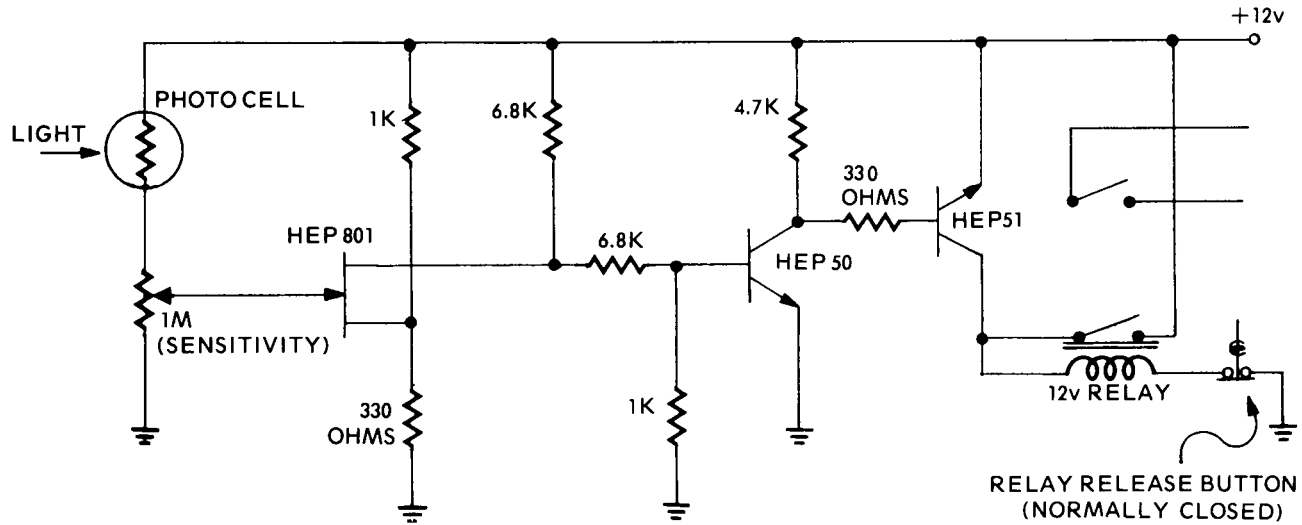 +12v
PHOTO CELL
LIGHT
1K
6.8K
4.7K
330
OHMS
HEP51
HEP 801
6.8K
HEP 50
1M
(SENSITIVITY)
330
OHMS
1K
12v RELAY
RELAY RELEASE BUTTON
(NORMALLY CLOSED)